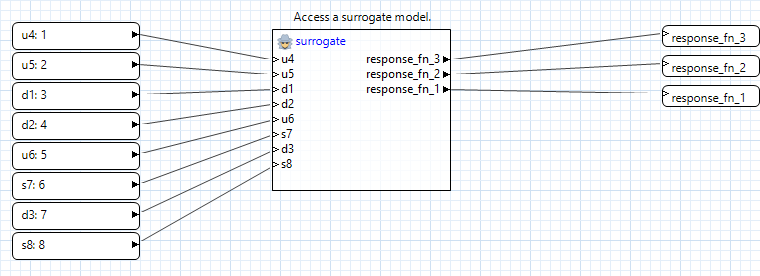 Access a surrogate model.
u4: 1
u5: 2
d1: 3
d2: 4
u6: 5
s7: 6
d3: 7
s8: 8
surrogate
u4 response_fn_3
u5 response_fn_2
d1 response_fn_1
d2
u6
s7
d3
s8
response_fn_3
response_fn_2
response_fn_1